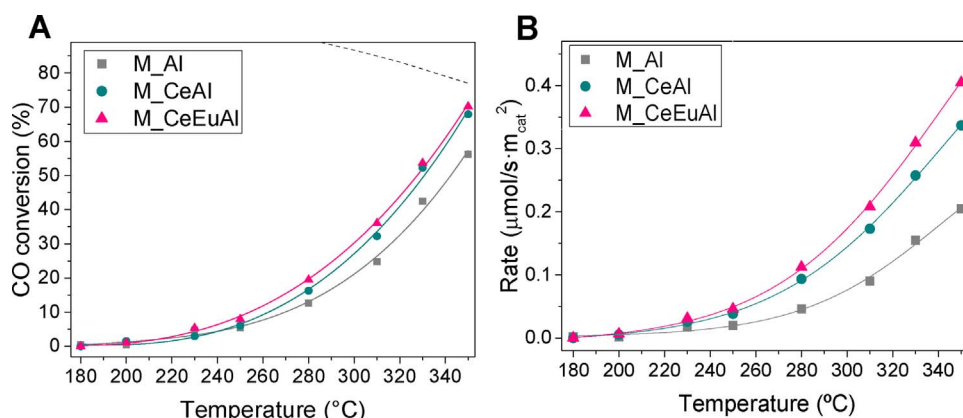 A
CO conversion (%)
80
70
60
50
40
30
20
10
0
M_Al
M_CeAl
M_CeEuAl
180 200 220 240 260 280 300 320 340
Temperature (°C)
B
Rate (μmol/s·m_cat^2)
0.4
0.3
0.2
0.1
0.0
M_Al
M_CeAl
M_CeEuAl
180 200 220 240 260 280 300 320 340
Temperature (ºC)